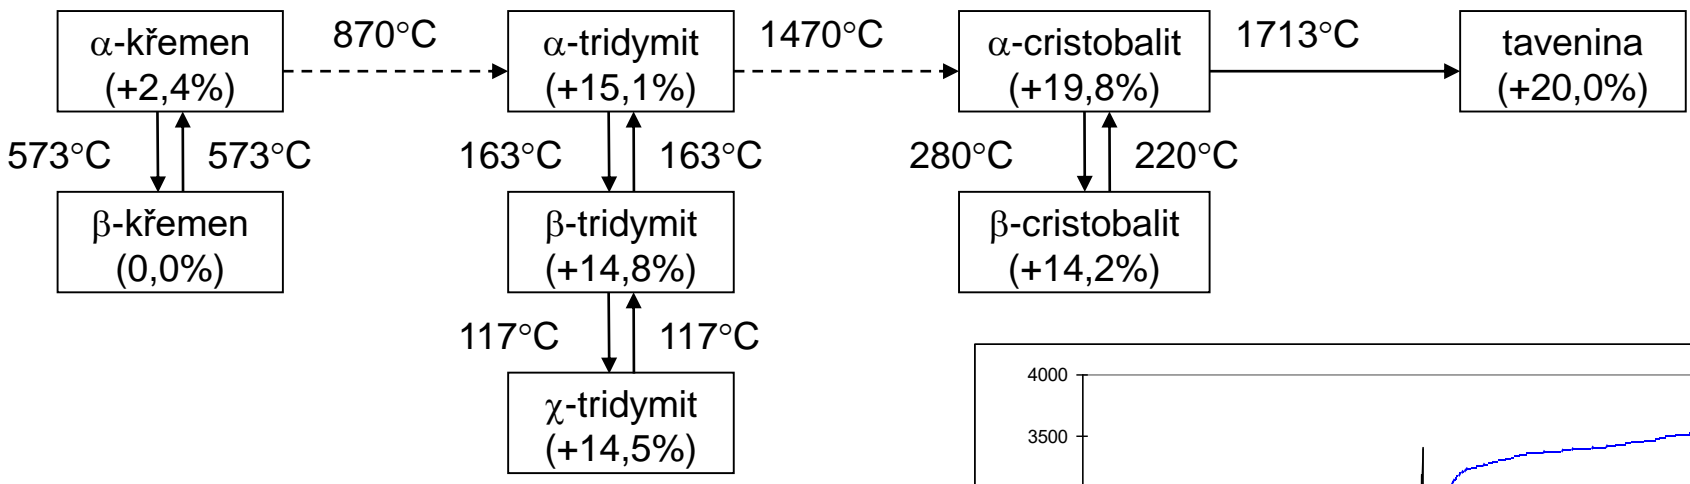 α-křemen
(+2,4%)
870°C
α-tridymit
(+15,1%)
1470°C
α-cristobalit
(+19,8%)
1713°C
tavenina
(+20,0%)
573°C
573°C
163°C
163°C
280°C
220°C
β-křemen
(0,0%)
β-tridymit
(+14,8%)
β-cristobalit
(+14,2%)
117°C
117°C
χ-tridymit
(+14,5%)
4000
3500